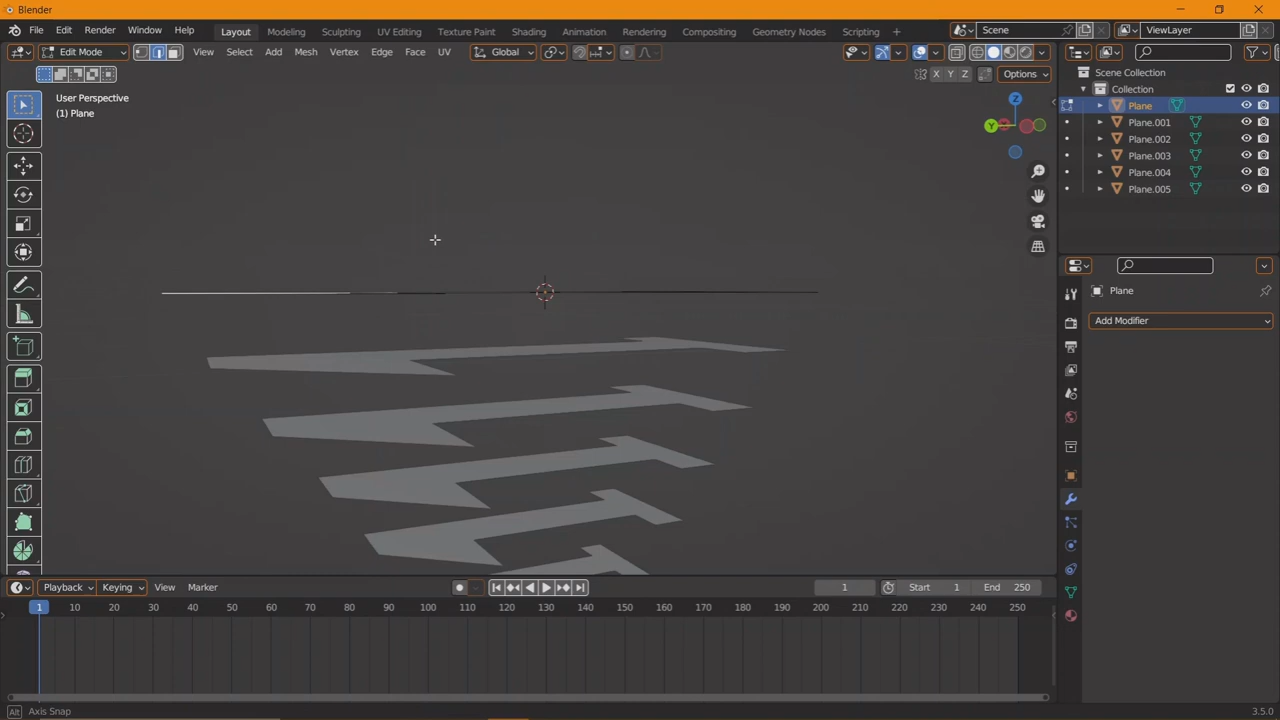 Blender
File Edit Render Window Help Layout Modeling Sculpting UV Editing Texture Paint Shading Animation Rendering Compositing Geometry Nodes Scripting + Scene ViewLayer
Edit Mode View Select Add Mesh Vertex Edge Face UV Global
X Y Z Options
User Perspective
(1) Plane
Z
Y
Scene Collection
Collection
Plane
Plane.001
Plane.002
Plane.003
Plane.004
Plane.005
Plane
Add Modifier
Playback Keying View Marker 1 Start 1 End 250
1 10 20 30 40 50 60 70 80 90 100 110 120 130 140 150 160 170 180 190 200 210 220 230 240 250
Alt Axis Snap 3.5.0